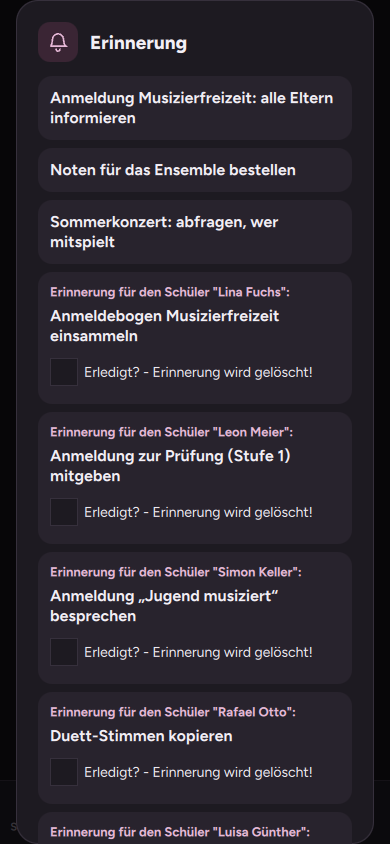 Erinnerung
Anmeldung Musizierfreizeit: alle Eltern
informieren
Noten für das Ensemble bestellen
Sommerkonzert: abfragen, wer
mitspielt
Erinnerung für den Schüler "Lina Fuchs":
Anmeldebogen Musizierfreizeit
einsammeln
Erledigt? - Erinnerung wird gelöscht!
Erinnerung für den Schüler "Leon Meier":
Anmeldung zur Prüfung (Stufe 1)
mitgeben
Erledigt? - Erinnerung wird gelöscht!
Erinnerung für den Schüler "Simon Keller":
Anmeldung „Jugend musiziert“
besprechen
Erledigt? - Erinnerung wird gelöscht!
Erinnerung für den Schüler "Rafael Otto":
Duett-Stimmen kopieren
Erledigt? - Erinnerung wird gelöscht!
Erinnerung für den Schüler "Luisa Günther":